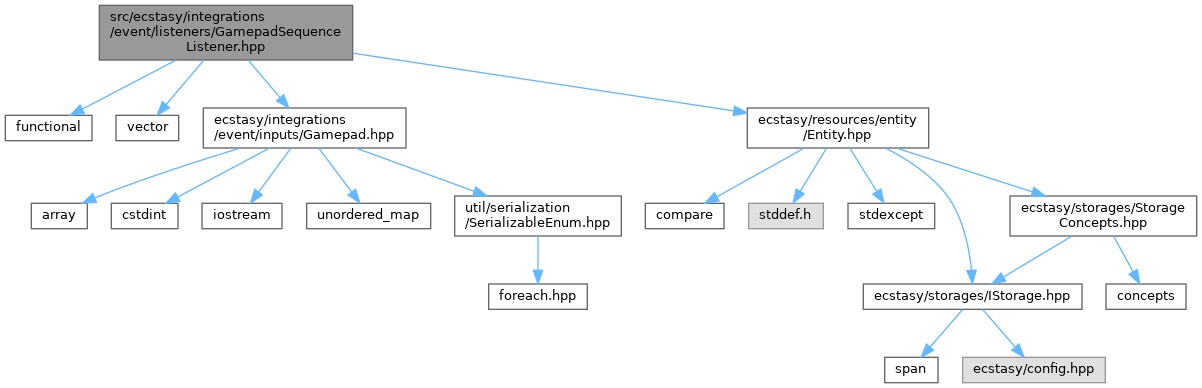 src/ecstasy/integrations
/event/listeners/GamepadSequence
Listener.hpp
functional
vector
ecstasy/integrations
/event/inputs/Gamepad.hpp
ecstasy/resources/entity
/Entity.hpp
array
cstdint
iostream
unordered_map
util/serialization
/SerializableEnum.hpp
compare
stddef.h
stdexcept
ecstasy/storages/Storage
Concepts.hpp
foreach.hpp
ecstasy/storages/IStorage.hpp
concepts
span
ecstasy/config.hpp